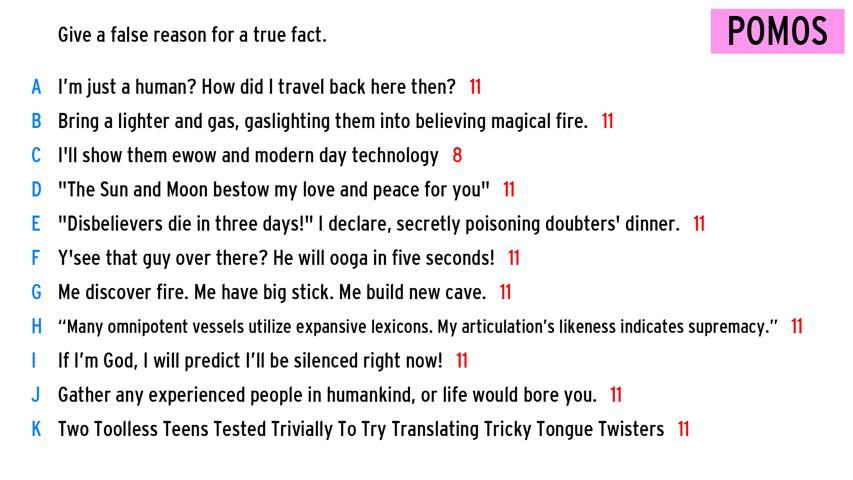 Give a false reason for a true fact.
POMOS
A I'm just a human? How did I travel back here then? 11
B Bring a lighter and gas, gaslighting them into believing magical fire. 11
C I'll show them ewow and modern day technology 8
D "The Sun and Moon bestow my love and peace for you" 11
E "Disbelievers die in three days!" I declare, secretly poisoning doubters' dinner. 11
F Y'see that guy over there? He will ooga in five seconds! 11
G Me discover fire. Me have big stick. Me build new cave. 11
H “Many omnipotent vessels utilize expansive lexicons. My articulation’s likeness indicates supremacy.” 11
I If I’m God, I will predict I’ll be silenced right now! 11
J Gather any experienced people in humankind, or life would bore you. 11
K Two Toolless Teens Tested Trivially To Try Translating Tricky Tongue Twisters 11